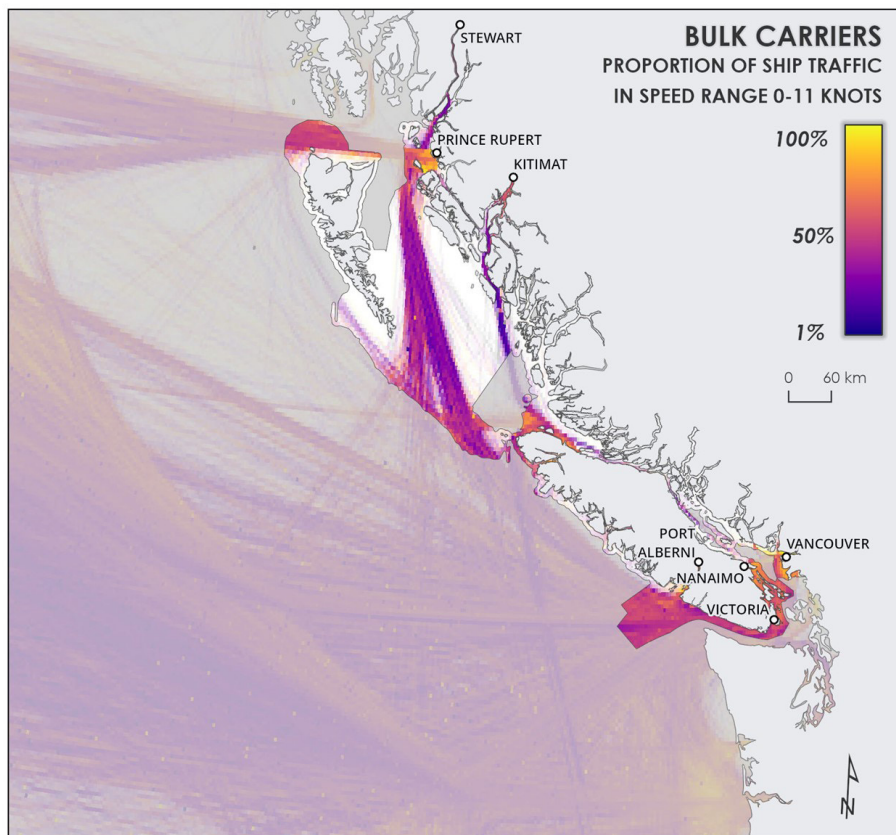 BULK CARRIERS
PROPORTION OF SHIP TRAFFIC
IN SPEED RANGE 0-11 KNOTS
100%
50%
1%
0 60 km
STEWART
PRINCE RUPERT
KITIMAT
PORT
ALBERNI
VANCOUVER
NANAIMO
VICTORIA
N